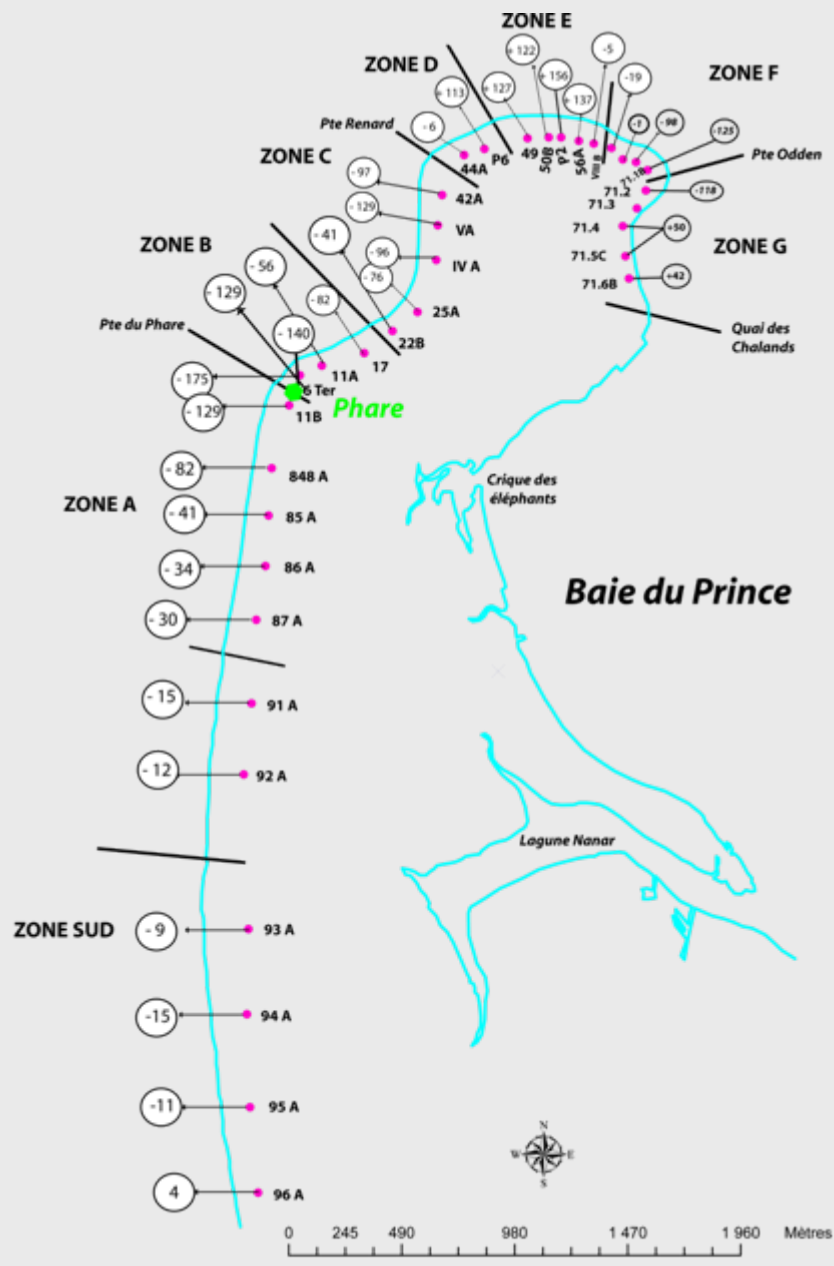 ZONE E
ZONE D
ZONE F
+ 122
-5
+ 156
-19
+ 113
+ 127
+ 137
-1
- 98
-125
Pte Renard
- 6
ZONE C
P6
49
50B
P2
56A
VIII B
71.1B
Pte Odden
44A
- 97
42A
71.2
-118
71.3
- 129
VA
71.4
+50
ZONE B
- 41
ZONE G
- 96
IV A
71.5C
- 56
- 76
71.6B
+42
- 129
- 82
25A
Pte du Phare
22B
Quai des
Chalands
- 140
17
- 175
11A
6 Ter
- 129
Phare
11B
- 82
848 A
Crique des
éléphants
ZONE A
- 41
85 A
- 34
86 A
Baie du Prince
- 30
87 A
- 15
91 A
- 12
92 A
Lagune Nanar
ZONE SUD
- 9
93 A
-15
94 A
-11
95 A
N
W E
S
4
96 A
0 245 490 980 1 470 1 960 Mètres